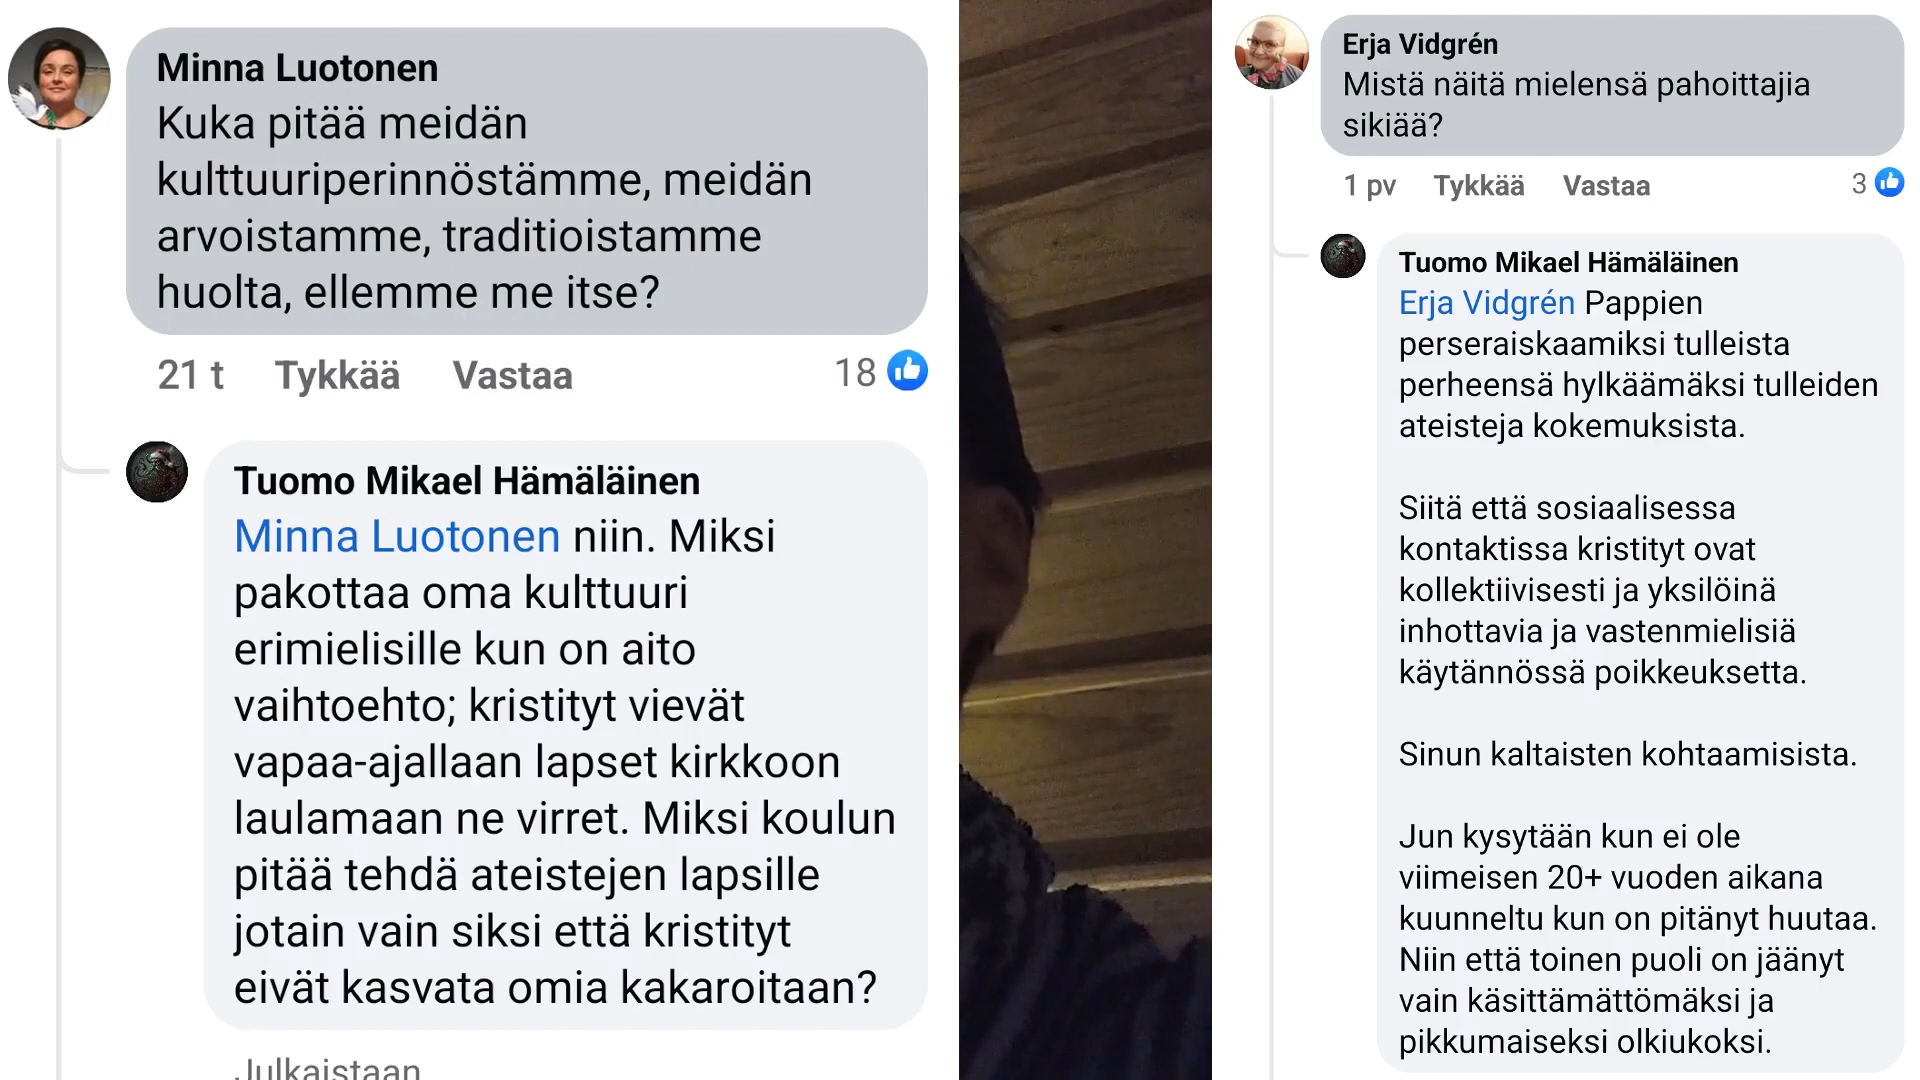 Minna Luotonen
Kuka pitää meidän
kulttuuriperinnöstämme, meidän
arvoistamme, traditioistamme
huolta, ellemme me itse?
21 t Tykkää Vastaa 18
Tuomo Mikael Hämäläinen
Minna Luotonen niin. Miksi
pakottaa oma kulttuuri
erimielisille kun on aito
vaihtoehto; kristityt vievät
vapaa-ajallaan lapset kirkkoon
laulamaan ne virret. Miksi koulun
pitää tehdä ateistejen lapsille
jotain vain siksi että kristityt
eivät kasvata omia kakaroitaan?
Julkaistaan
Erja Vidgrén
Mistä näitä mielensä pahoittajia
sikiää?
1 pv Tykkää Vastaa 3
Tuomo Mikael Hämäläinen
Erja Vidgrén Pappien
perseraiskaamiksi tulleista
perheensä hylkäämäksi tulleiden
ateisteja kokemuksista.
Siitä että sosiaalisessa
kontaktissa kristityt ovat
kollektiivisesti ja yksilöinä
inhottavia ja vastenmielisiä
käytännössä poikkeuksetta.
Sinun kaltaisten kohtaamisista.
Jun kysytään kun ei ole
viimeisen 20+ vuoden aikana
kuunneltu kun on pitänyt huutaa.
Niin että toinen puoli on jäänyt
vain käsittämättömäksi ja
pikkumaiseksi olkiukoksi.